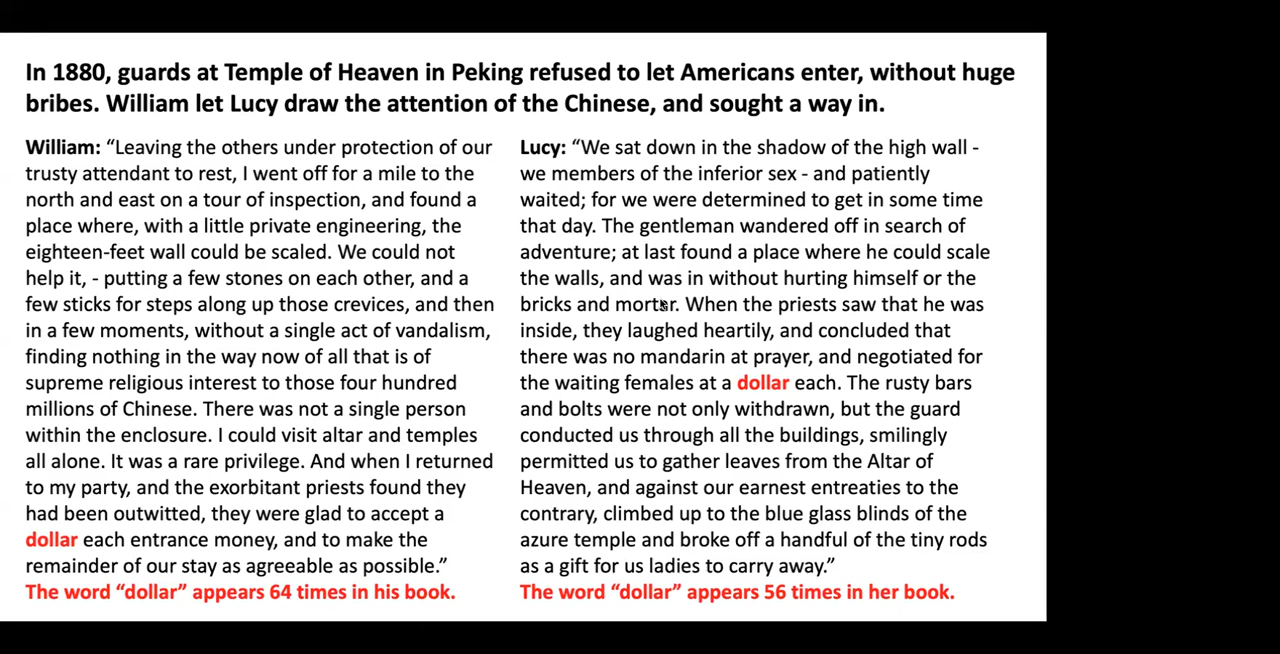 In 1880, guards at Temple of Heaven in Peking refused to let Americans enter, without huge
bribes. William let Lucy draw the attention of the Chinese, and sought a way in.
William: “Leaving the others under protection of our
trusty attendant to rest, I went off for a mile to the
north and east on a tour of inspection, and found a
place where, with a little private engineering, the
eighteen-feet wall could be scaled. We could not
help it, - putting a few stones on each other, and a
few sticks for steps along up those crevices, and then
in a few moments, without a single act of vandalism,
finding nothing in the way now of all that is of
supreme religious interest to those four hundred
millions of Chinese. There was not a single person
within the enclosure. I could visit altar and temples
all alone. It was a rare privilege. And when I returned
to my party, and the exorbitant priests found they
had been outwitted, they were glad to accept a
dollar each entrance money, and to make the
remainder of our stay as agreeable as possible.”
The word “dollar” appears 64 times in his book.
Lucy: “We sat down in the shadow of the high wall -
we members of the inferior sex - and patiently
waited; for we were determined to get in some time
that day. The gentleman wandered off in search of
adventure; at last found a place where he could scale
the walls, and was in without hurting himself or the
bricks and mortar. When the priests saw that he was
inside, they laughed heartily, and concluded that
there was no mandarin at prayer, and negotiated for
the waiting females at a dollar each. The rusty bars
and bolts were not only withdrawn, but the guard
conducted us through all the buildings, smilingly
permitted us to gather leaves from the Altar of
Heaven, and against our earnest entreaties to the
contrary, climbed up to the blue glass blinds of the
azure temple and broke off a handful of the tiny rods
as a gift for us ladies to carry away.”
The word “dollar” appears 56 times in her book.